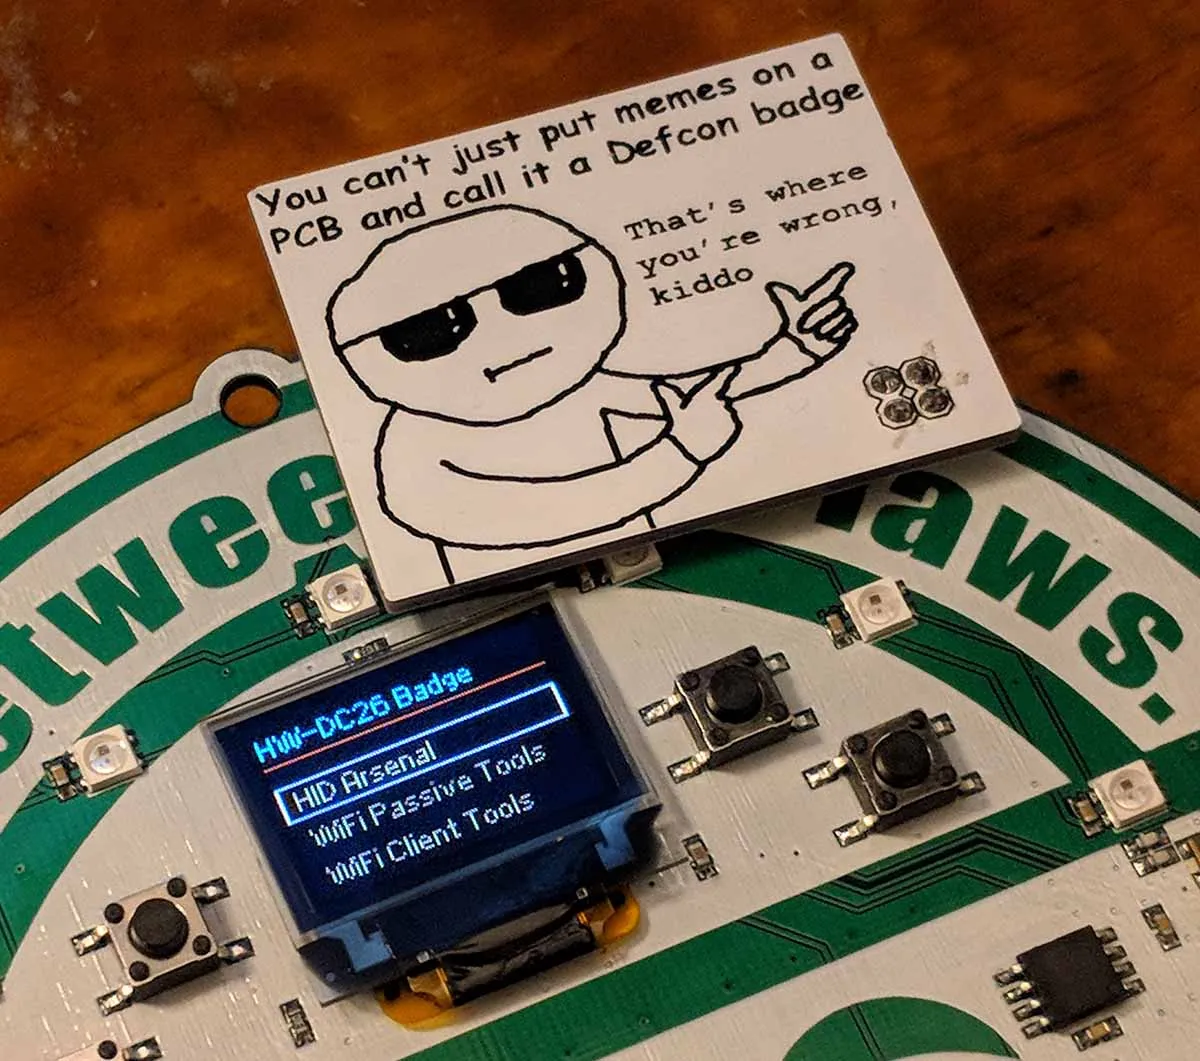 You can't just put memes on a
PCB and call it a Defcon badge
That's where
you're wrong,
kiddo
laws.
HW-DC26 Badge
HID Arsenal
WiFi Passive Tools
WiFi Client Tools